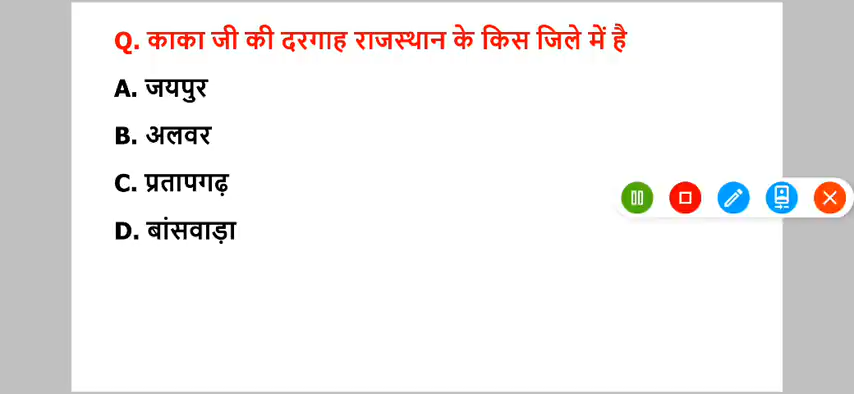 Q. काका जी की दरगाह राजस्थान के किस जिले में है
A. जयपुर
B. अलवर
C. प्रतापगढ़
D. बांसवाड़ा